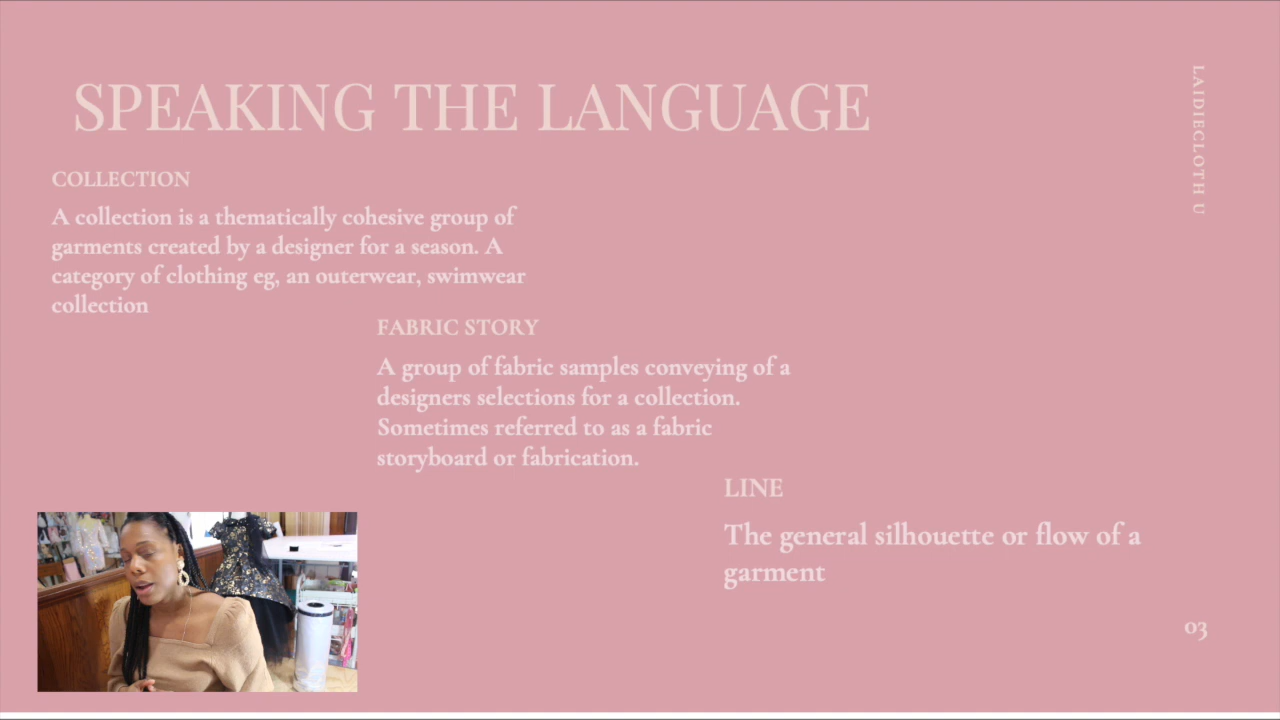 SPEAKING THE LANGUAGE
LAIDIECLOTH U
COLLECTION
A collection is a thematically cohesive group of
garments created by a designer for a season. A
category of clothing eg, an outerwear, swimwear
collection
FABRIC STORY
A group of fabric samples conveying of a
designers selections for a collection.
Sometimes referred to as a fabric
storyboard or fabrication.
LINE
The general silhouette or flow of a
garment
03